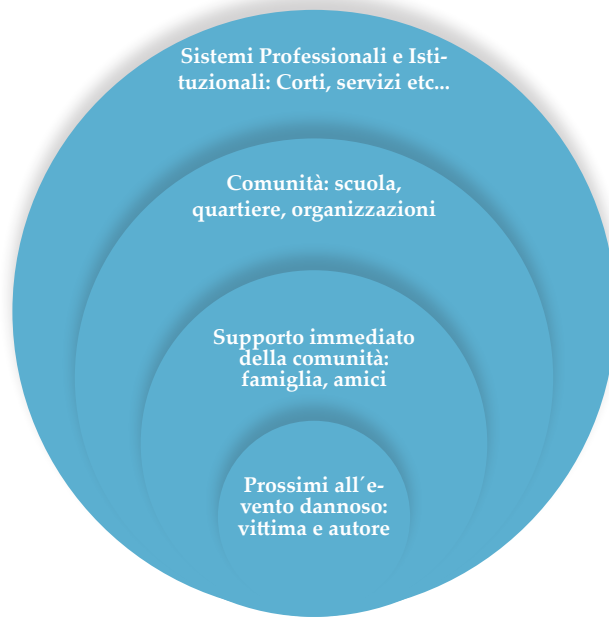 Sistemi Professionali e Isti-
tuzionali: Corti, servizi etc...
Comunità: scuola,
quartiere, organizzazioni
Supporto immediato
della comunità:
famiglia, amici
Prossimi all´e-
vento dannoso:
vittima e autore